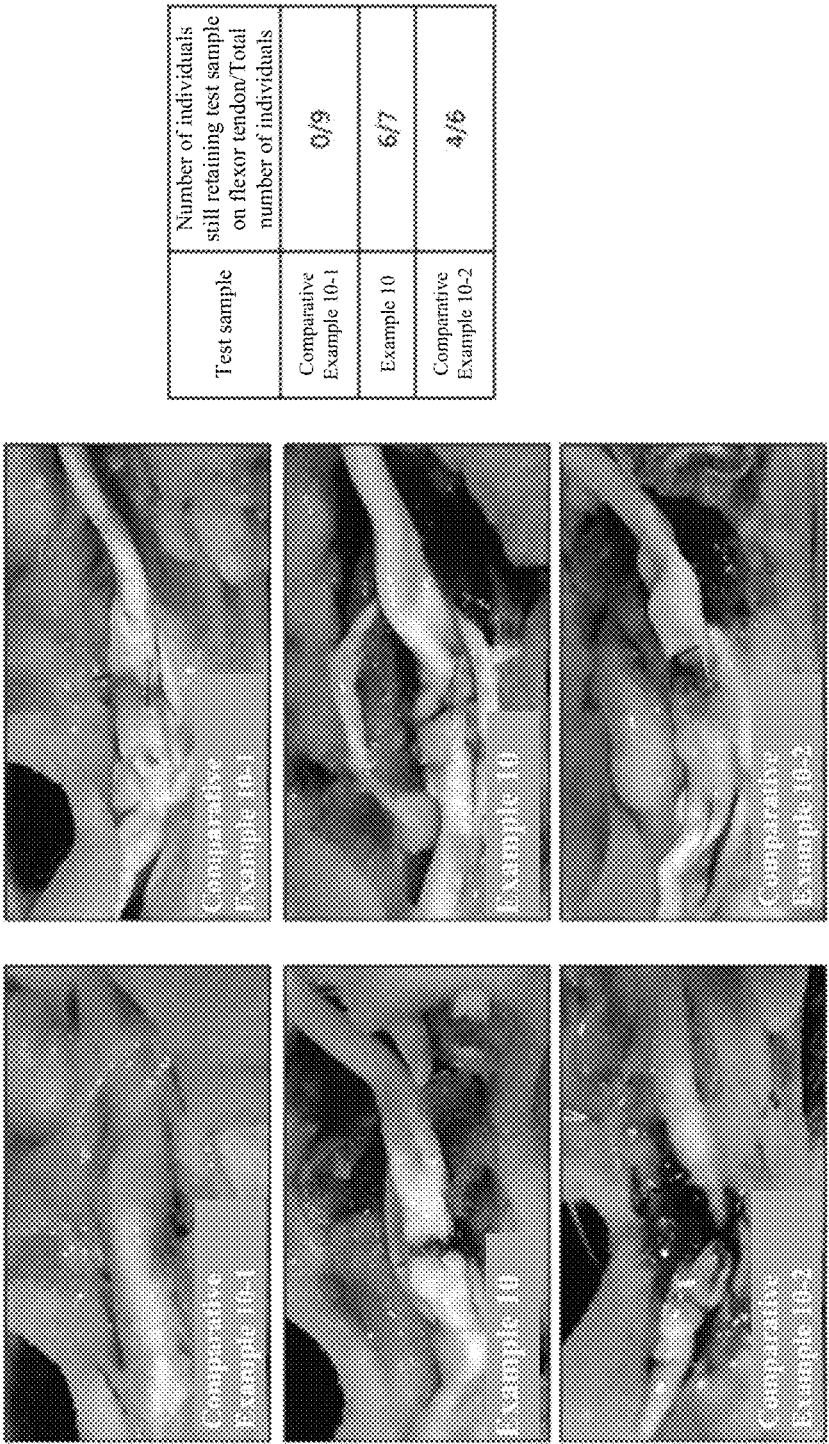 Comparative
Example 10-1
Comparative
Example 10-1
Example 10
Example 10
Comparative
Example 10-2
Comparative
Example 10-2
Test sample
Number of individuals
still retaining test sample
on flexor tendon/Total
number of individuals
Comparative
Example 10-1
0/9
Example 10
6/7
Comparative
Example 10-2
4/6